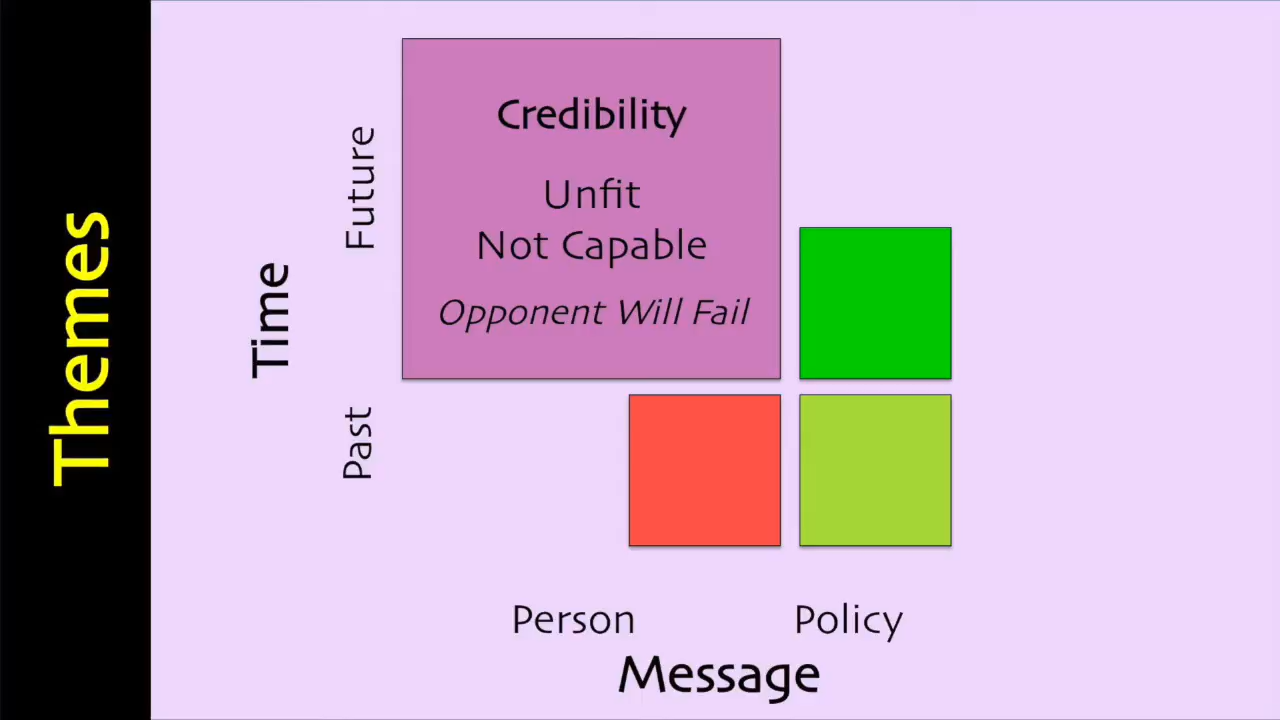 Themes
Time
Future
Past
Credibility
Unfit
Not Capable
Opponent Will Fail
Person
Policy
Message